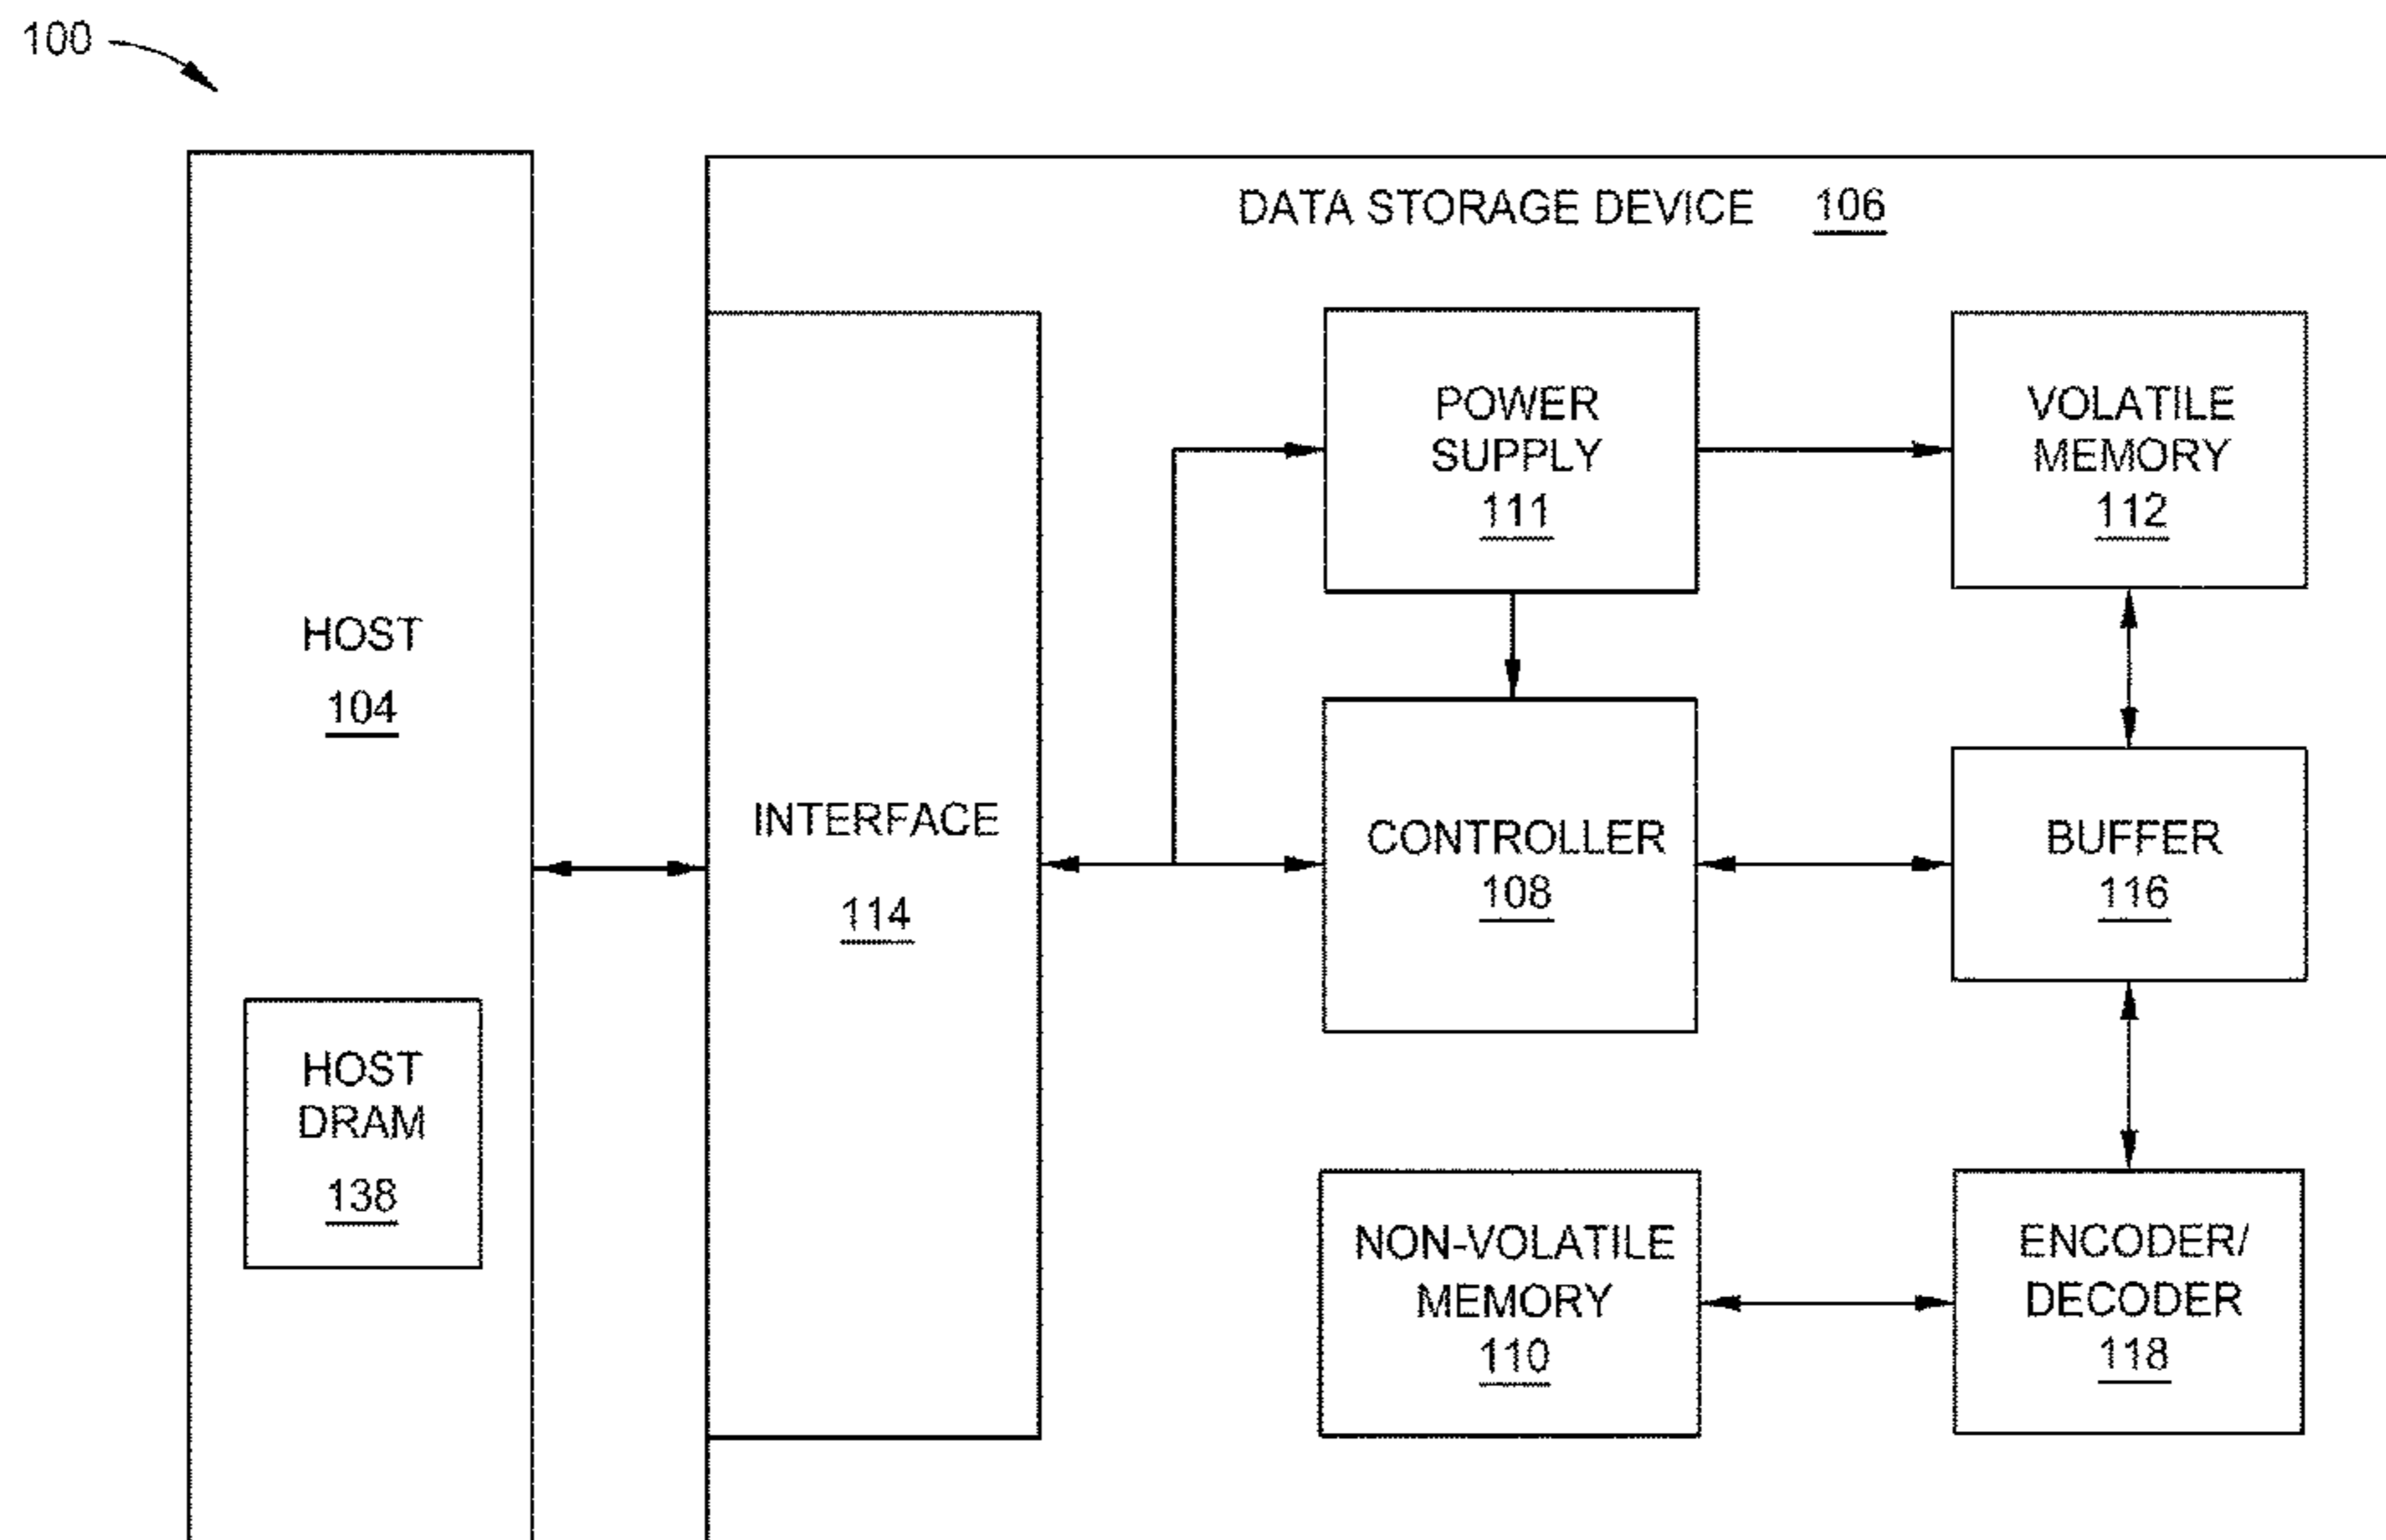 100
DATA STORAGE DEVICE 106
POWER
SUPPLY
111
VOLATILE
MEMORY
112
HOST
104
INTERFACE
114
CONTROLLER
108
BUFFER
116
HOST
DRAM
138
NON-VOLATILE
MEMORY
110
ENCODER/
DECODER
118